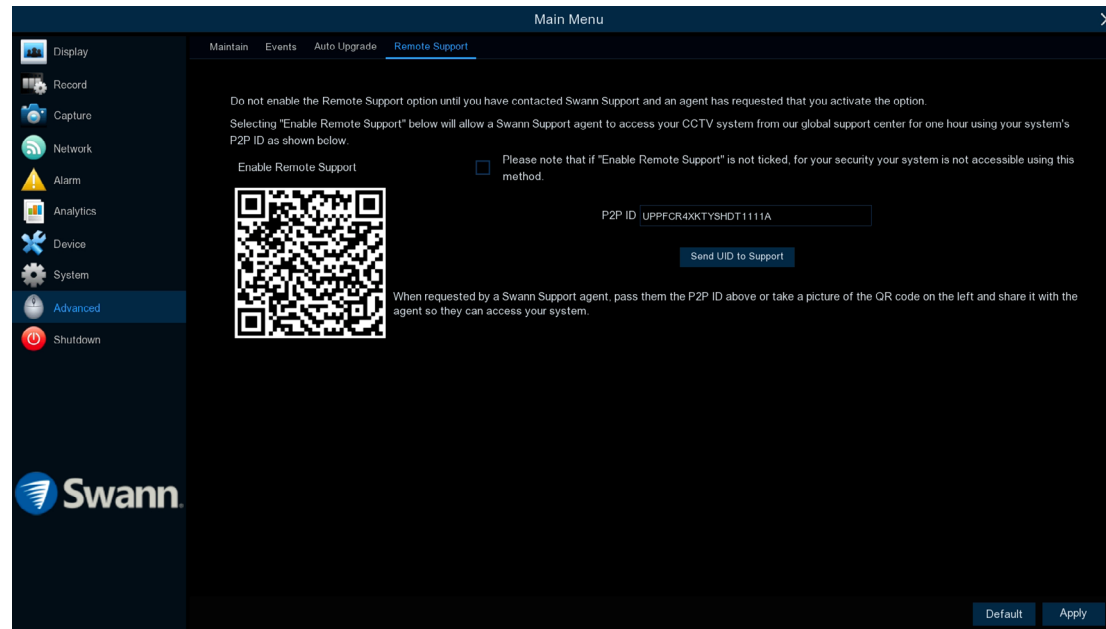 Main Menu
X
Display
Record
Capture
Network
Alarm
Analytics
Device
System
Advanced
Shutdown
Swann.
Maintain Events Auto Upgrade Remote Support
Do not enable the Remote Support option until you have contacted Swann Support and an agent has requested that you activate the option.
Selecting "Enable Remote Support" below will allow a Swann Support agent to access your CCTV system from our global support center for one hour using your system's
P2P ID as shown below.
Enable Remote Support
Please note that if "Enable Remote Support" is not ticked, for your security your system is not accessible using this
method.
P2P ID UPPFCR4XKTYSHDT1111A
Send UID to Support
When requested by a Swann Support agent, pass them the P2P ID above or take a picture of the QR code on the left and share it with the
agent so they can access your system.
Default Apply